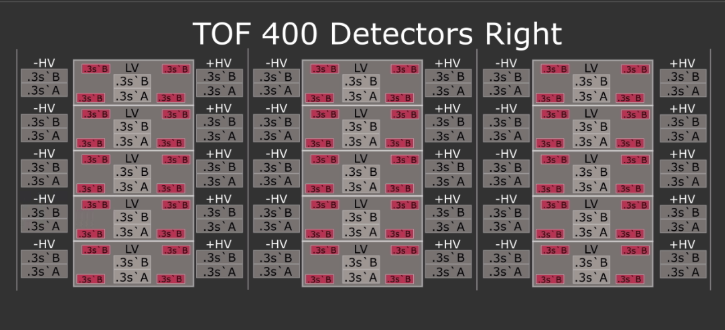 TOF 400 Detectors Right
-HV .3s`B LV .3s`B +HV -HV .3s`B LV .3s`B +HV -HV .3s`B LV .3s`B +HV
.3s`B .3s`B .3s`B .3s`B .3s`B .3s`B .3s`B .3s`B .3s`B
.3s`A .3s`B .3s`A .3s`B .3s`A .3s`A .3s`B .3s`A .3s`B .3s`A .3s`A .3s`B .3s`A .3s`B .3s`A
-HV .3s`B LV .3s`B +HV -HV .3s`B LV .3s`B +HV -HV .3s`B LV .3s`B +HV
.3s`B .3s`B .3s`B .3s`B .3s`B .3s`B .3s`B .3s`B .3s`B
.3s`A .3s`B .3s`A .3s`B .3s`A .3s`A .3s`B .3s`A .3s`B .3s`A .3s`A .3s`B .3s`A .3s`B .3s`A
-HV .3s`B LV .3s`B +HV -HV .3s`B LV .3s`B +HV -HV .3s`B LV .3s`B +HV
.3s`B .3s`B .3s`B .3s`B .3s`B .3s`B .3s`B .3s`B .3s`B
.3s`A .3s`B .3s`A .3s`B .3s`A .3s`A .3s`B .3s`A .3s`B .3s`A .3s`A .3s`B .3s`A .3s`B .3s`A
-HV .3s`B LV .3s`B +HV -HV .3s`B LV .3s`B +HV -HV .3s`B LV .3s`B +HV
.3s`B .3s`B .3s`B .3s`B .3s`B .3s`B .3s`B .3s`B .3s`B
.3s`A .3s`B .3s`A .3s`B .3s`A .3s`A .3s`B .3s`A .3s`B .3s`A .3s`A .3s`B .3s`A .3s`B .3s`A
-HV .3s`B LV .3s`B +HV -HV .3s`B LV .3s`B +HV -HV .3s`B LV .3s`B +HV
.3s`B .3s`B .3s`B .3s`B .3s`B .3s`B .3s`B .3s`B .3s`B
.3s`A .3s`B .3s`A .3s`B .3s`A .3s`A .3s`B .3s`A .3s`B .3s`A .3s`A .3s`B .3s`A .3s`B .3s`A